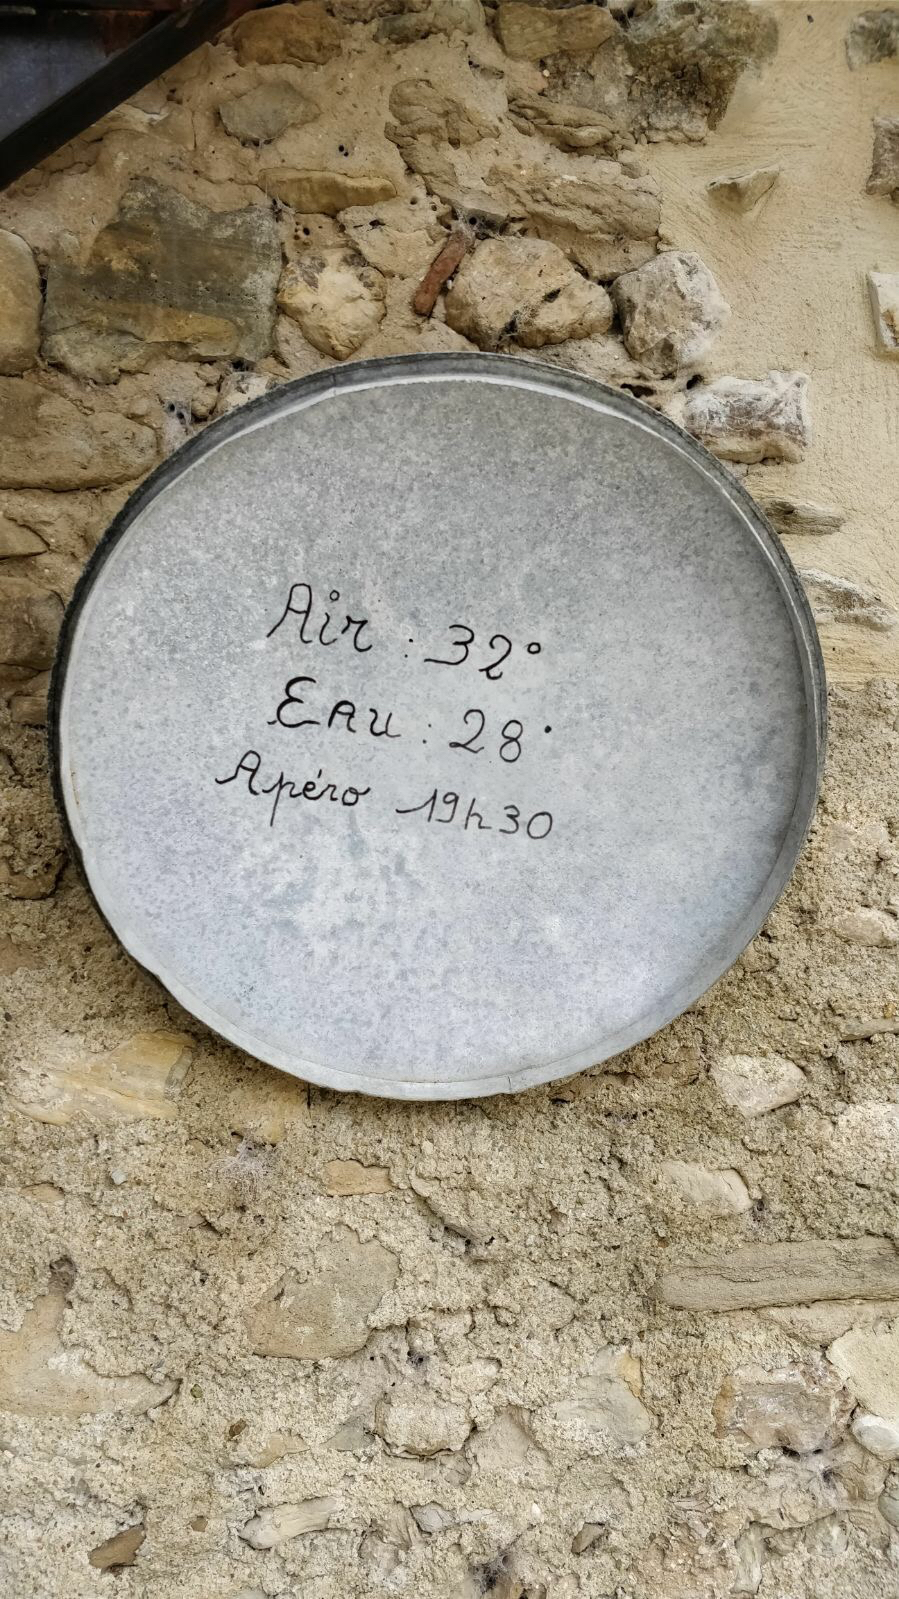 Air : 32°
Eau : 28°
Apéro 19h30